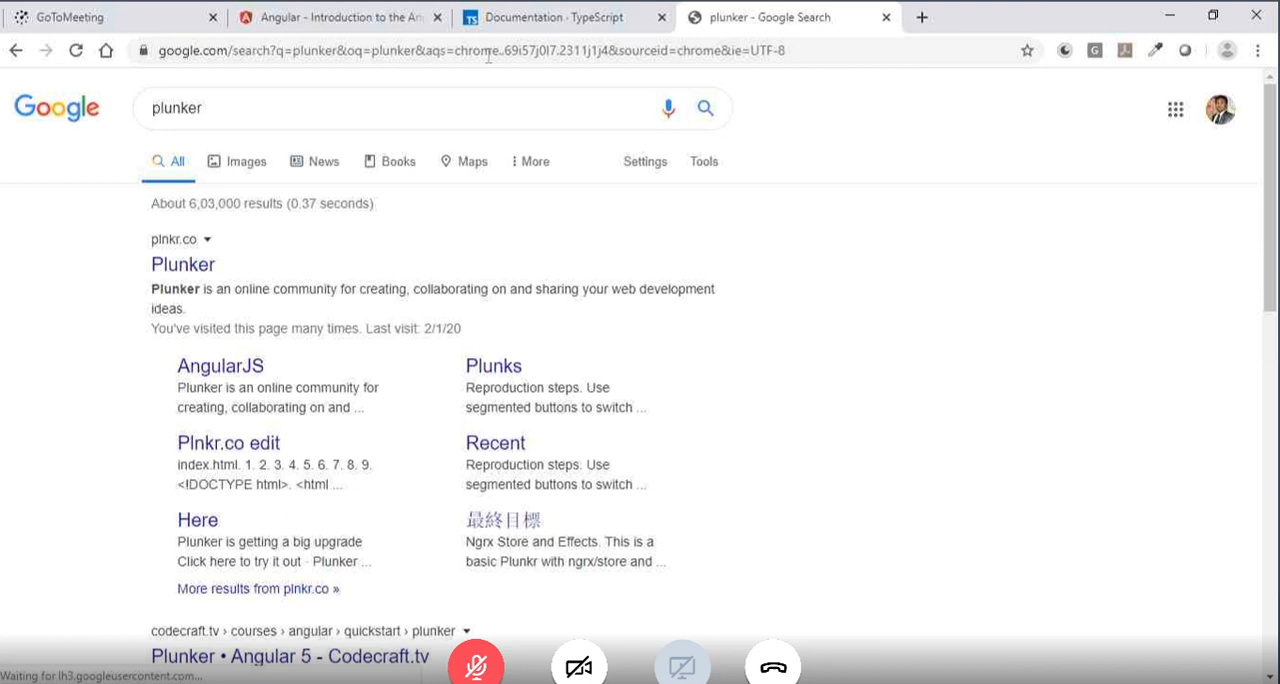 GoToMeeting
Angular - Introduction to the An
TS Documentation · TypeScript
plunker - Google Search
google.com/search?q=plunker&oq=plunker&aqs=chrome..69i57j0l7.2311j1j4&sourceid=chrome&ie=UTF-8
Google
plunker
All Images News Books Maps More Settings Tools
About 6,03,000 results (0.37 seconds)
plnkr.co
Plunker
Plunker is an online community for creating, collaborating on and sharing your web development
ideas.
You've visited this page many times. Last visit: 2/1/20
AngularJS
Plunker is an online community for
creating, collaborating on and ...
Plunks
Reproduction steps. Use
segmented buttons to switch ...
Plnkr.co edit
index.html. 1. 2. 3. 4. 5. 6. 7. 8. 9.
<!DOCTYPE html>. <html ...
Recent
Reproduction steps. Use
segmented buttons to switch ...
Here
Plunker is getting a big upgrade
Click here to try it out · Plunker ...
最終目標
Ngrx Store and Effects. This is a
basic Plunkr with ngrx/store and ...
More results from plnkr.co »
codecraft.tv › courses › angular › quickstart › plunker
Plunker • Angular 5 - Codecraft.tv
Waiting for lh3.googleusercontent.com...